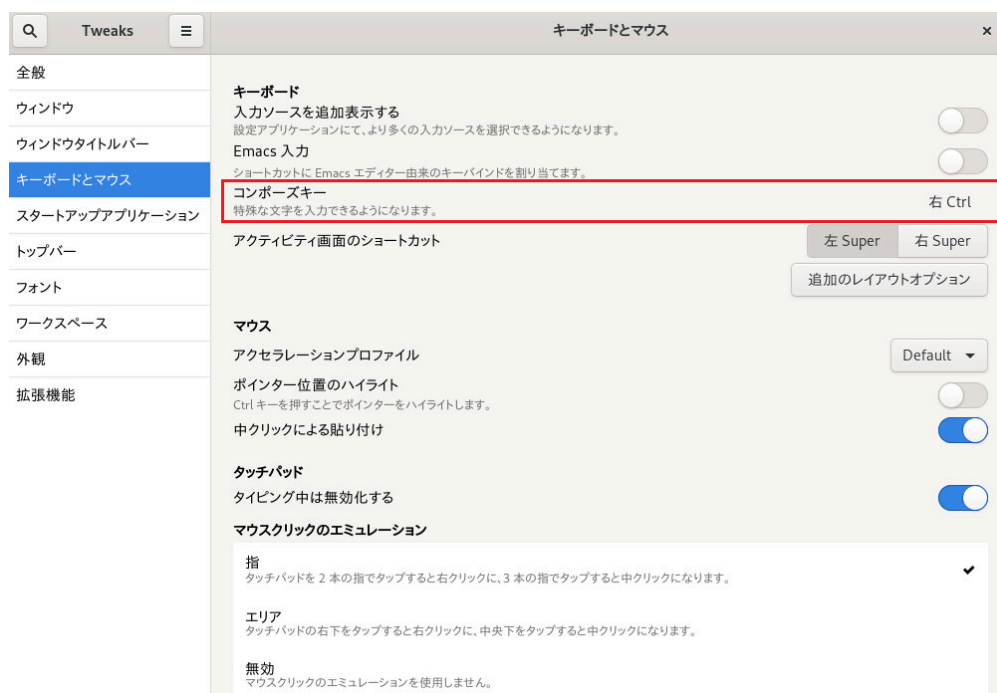 Tweaks
キーボードとマウス
全般
ウィンドウ
ウィンドウタイトルバー
キーボードとマウス
スタートアップアプリケーション
トップバー
フォント
ワークスペース
外観
拡張機能
キーボード
入力ソースを追加表示する
設定アプリケーションにて、より多くの入力ソースを選択できるようになります。
Emacs 入力
ショートカットに Emacs エディター由来のキーバインドを割り当てます。
コンポーズキー
特殊な文字を入力できるようになります。
右 Ctrl
アクティビティ画面のショートカット
左 Super
右 Super
追加のレイアウトオプション
マウス
アクセラレーションプロファイル
Default
ポインター位置のハイライト
Ctrl キーを押すことでポインターをハイライトします。
中クリックによる貼り付け
タッチパッド
タイピング中は無効化する
マウスクリックのエミュレーション
指
タッチパッドを 2 本の指でタップすると右クリックに、3 本の指でタップすると中クリックになります。
エリア
タッチパッドの右下をタップすると右クリックに、中央下をタップすると中クリックになります。
無効
マウスクリックのエミュレーションを使用しません。